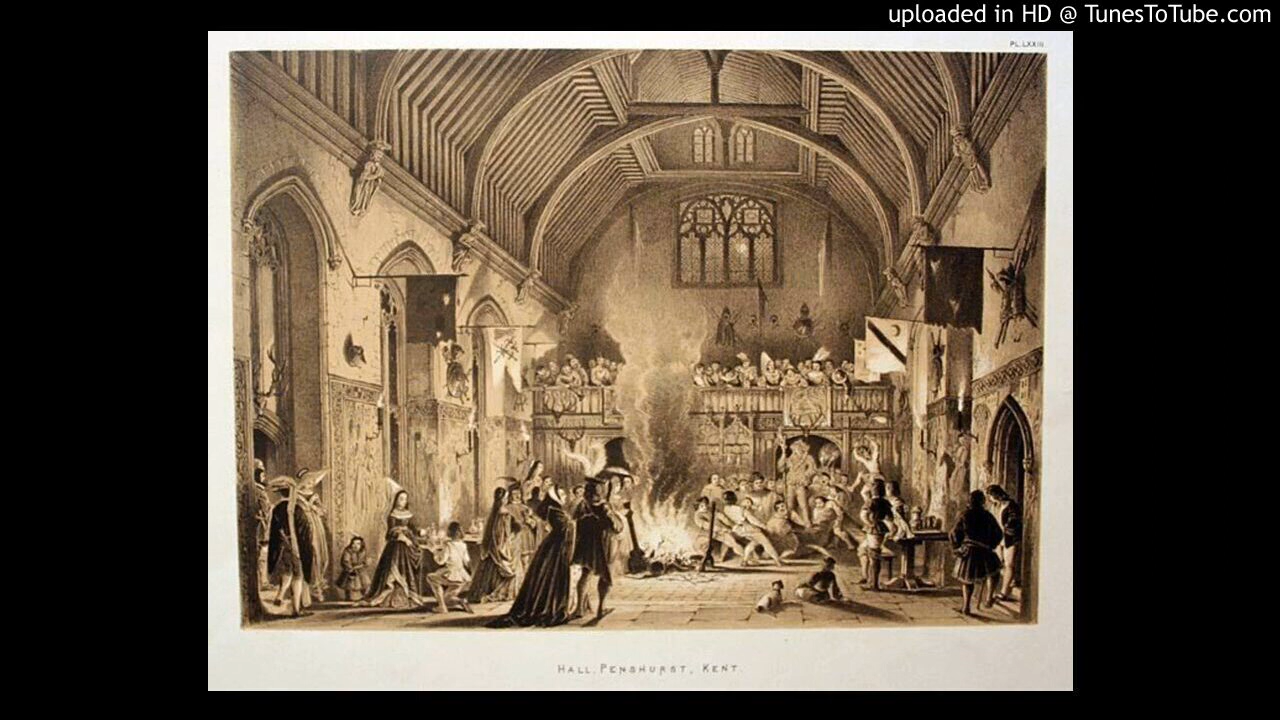 uploaded in HD @ TunesToTube.com
PL.LXXIII
HALL, PENSHURST, KENT.